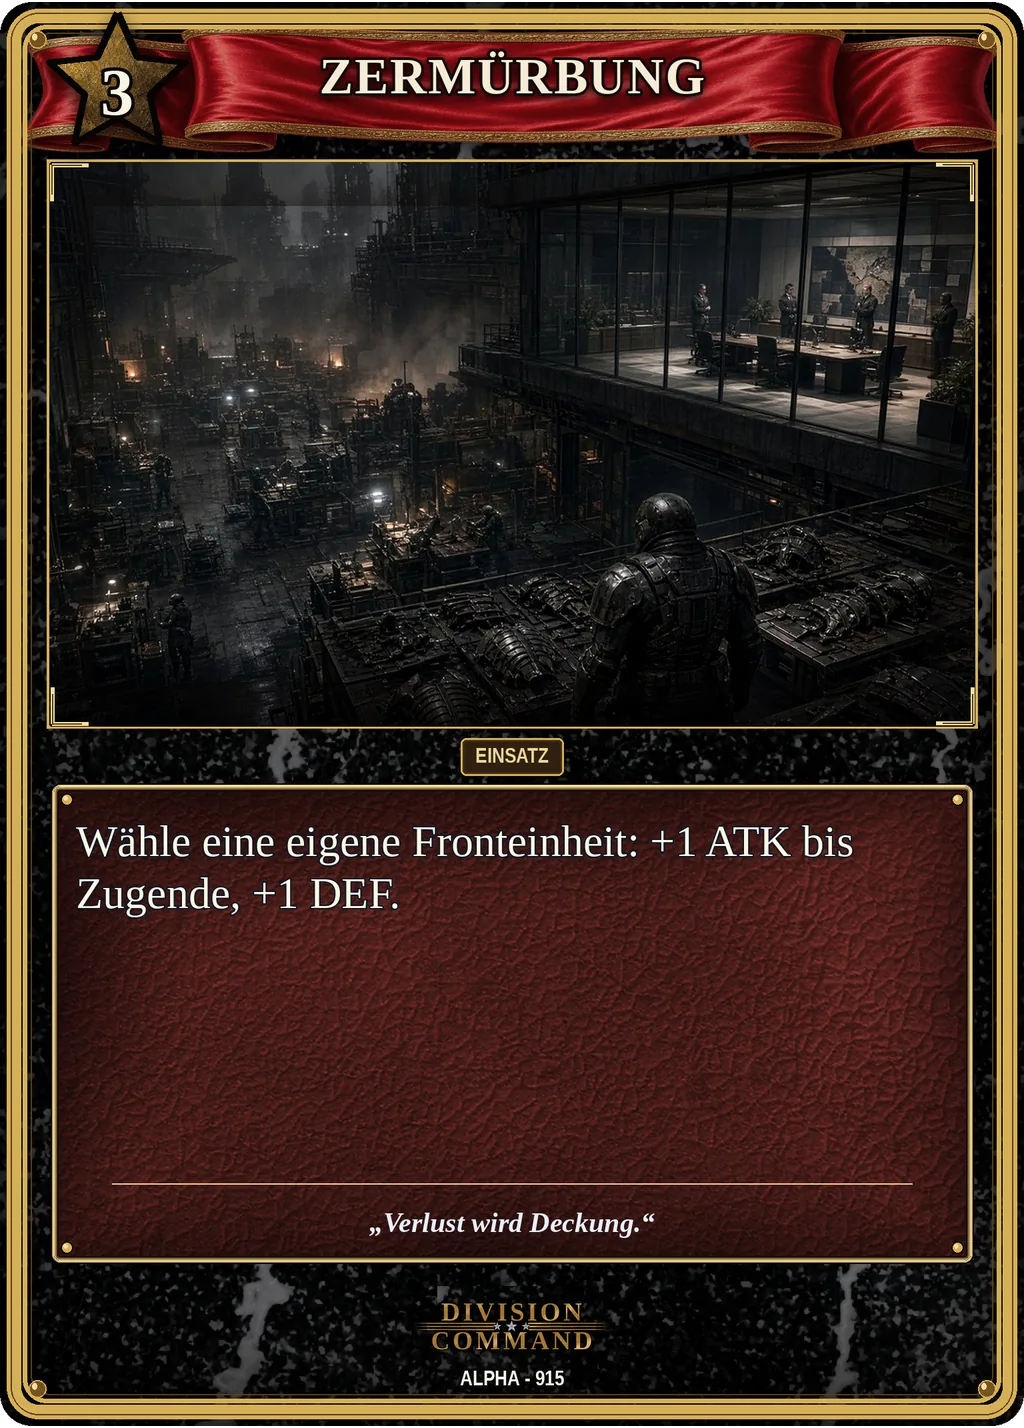 3
ZERMÜRBUNG
EINSATZ
Wähle eine eigene Fronteinheit: +1 ATK bis
Zugende, +1 DEF.
„Verlust wird Deckung.“
DIVISION
COMMAND
ALPHA - 915